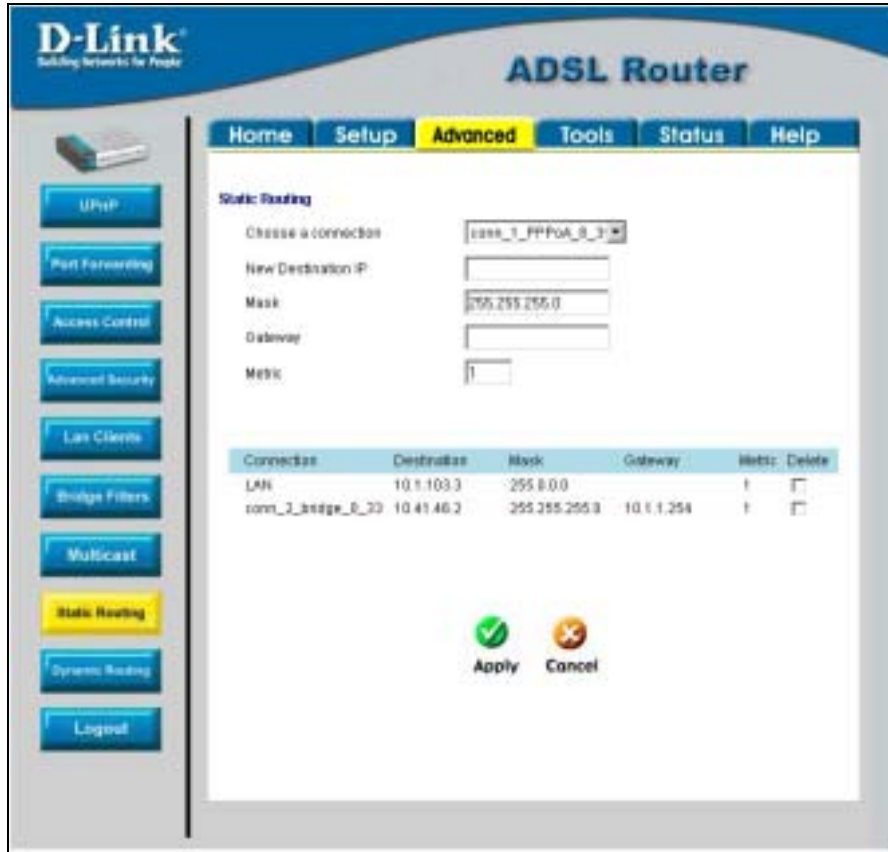 D-Link
Building Networks for People
ADSL Router
Home Setup Advanced Tools Status Help
UPnP
Port Forwarding
Access Control
Advanced Security
Lan Clients
Bridge Filters
Multicast
Static Routing
Dynamic Routing
Logout
Static Routing
Choose a connection conn_1_PPPoA_8_3
New Destination IP
Mask 255.255.255.0
Gateway
Metric 1
Connection Destination Mask Gateway Metric Delete
LAN 10.1.103.3 255.0.0.0 1
10.41.46.2 255.255.255.0 10.1.1.254 1
Apply Cancel